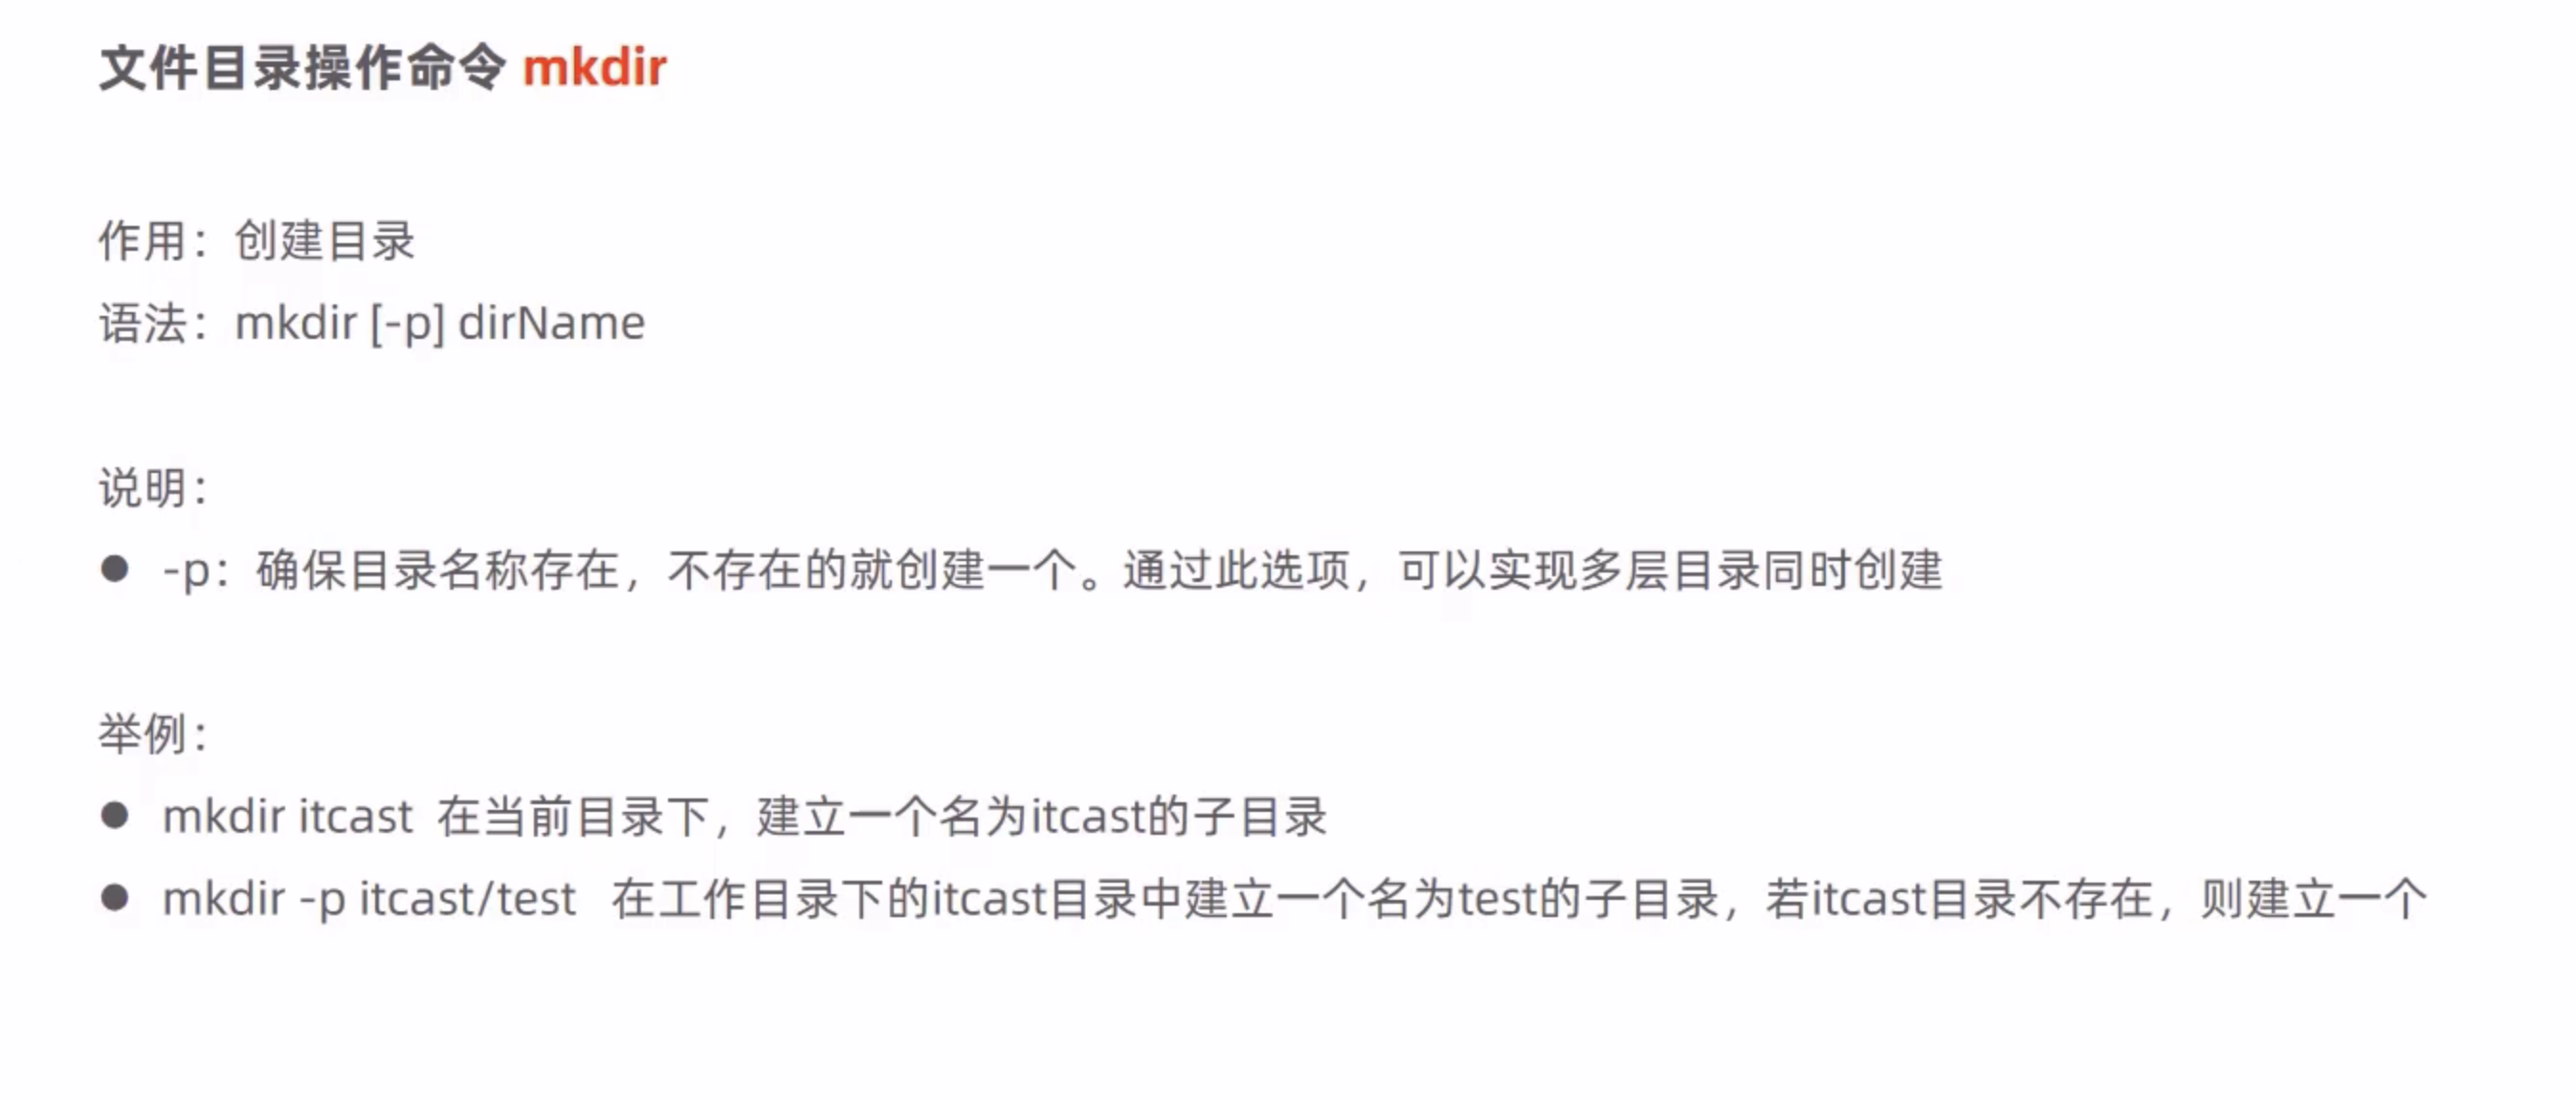 文件目录操作命令 mkdir
作用：创建目录
语法：mkdir [-p] dirName
说明：
● -p：确保目录名称存在，不存在的就创建一个。通过此选项，可以实现多层目录同时创建
举例：
● mkdir itcast 在当前目录下，建立一个名为itcast的子目录
● mkdir -p itcast/test 在工作目录下的itcast目录中建立一个名为test的子目录，若itcast目录不存在，则建立一个